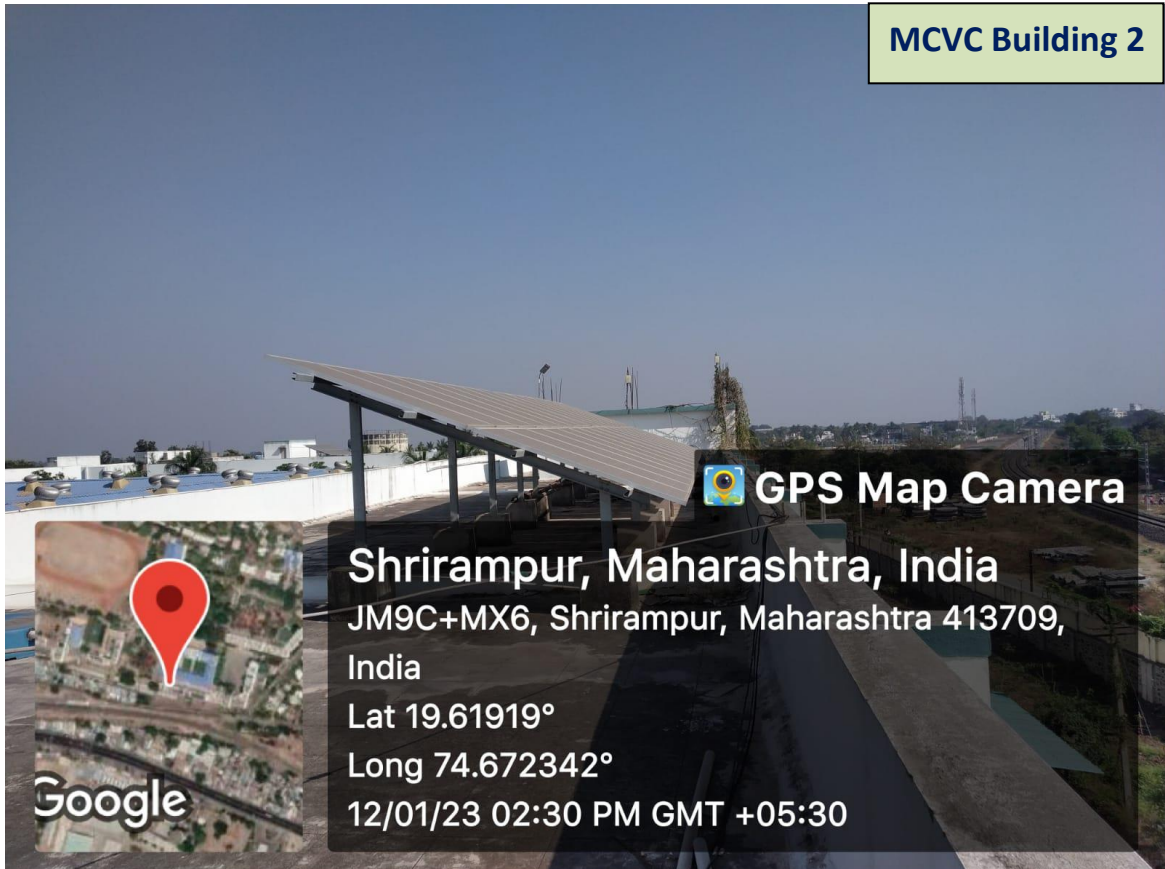 MCVC Building 2
GPS Map Camera
Shrirampur, Maharashtra, India
JM9C+MX6, Shrirampur, Maharashtra 413709,
India
Lat 19.61919°
Long 74.672342°
12/01/23 02:30 PM GMT +05:30
Google